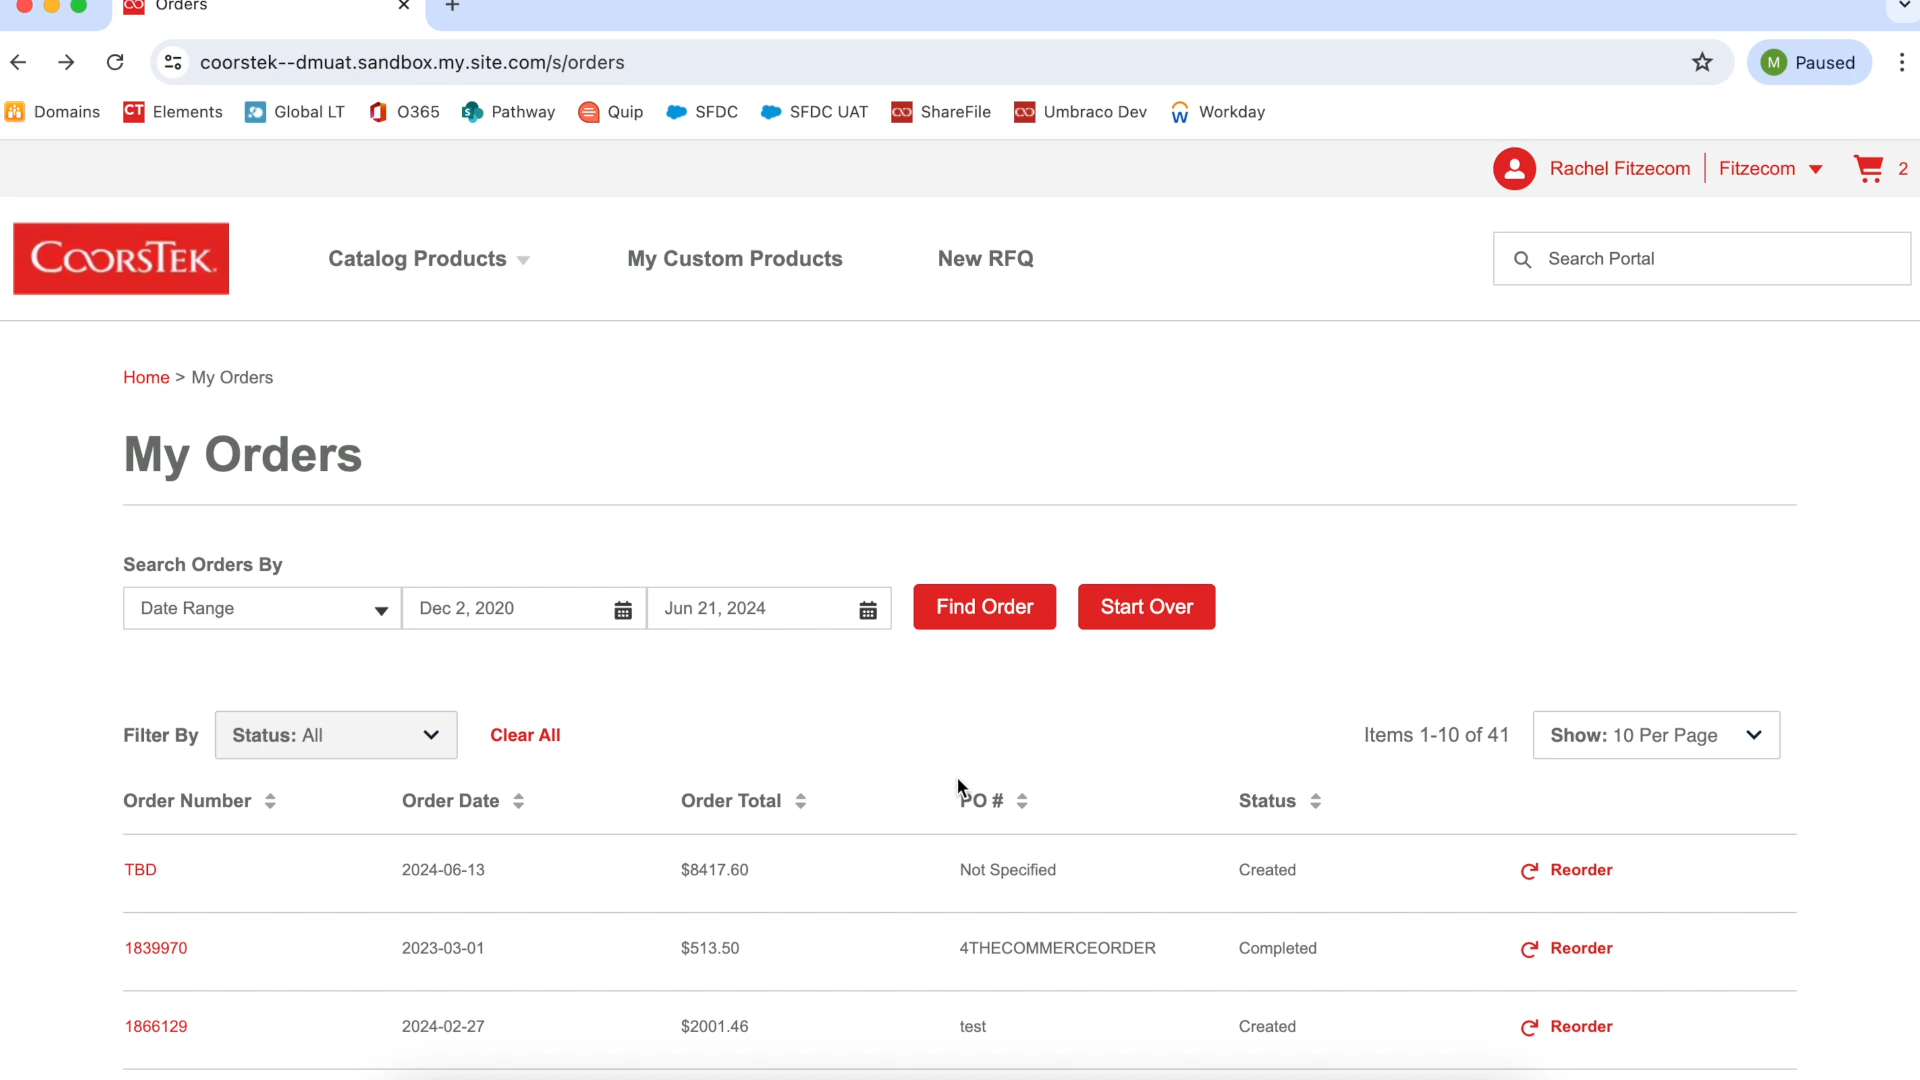 Orders
coorstek--dmuat.sandbox.my.site.com/s/orders
M Paused
Domains CT Elements Global LT O365 Pathway Quip SFDC SFDC UAT ShareFile Umbraco Dev Workday
Rachel Fitzecom Fitzecom 2
COORSTEK Catalog Products My Custom Products New RFQ Search Portal
Home > My Orders
My Orders
Search Orders By
Date Range Dec 2, 2020 Jun 21, 2024 Find Order Start Over
Filter By Status: All Clear All Items 1-10 of 41 Show: 10 Per Page
Order Number Order Date Order Total PO # Status
TBD 2024-06-13 $8417.60 Not Specified Created Reorder
1839970 2023-03-01 $513.50 4THECOMMERCEORDER Completed Reorder
1866129 2024-02-27 $2001.46 test Created Reorder